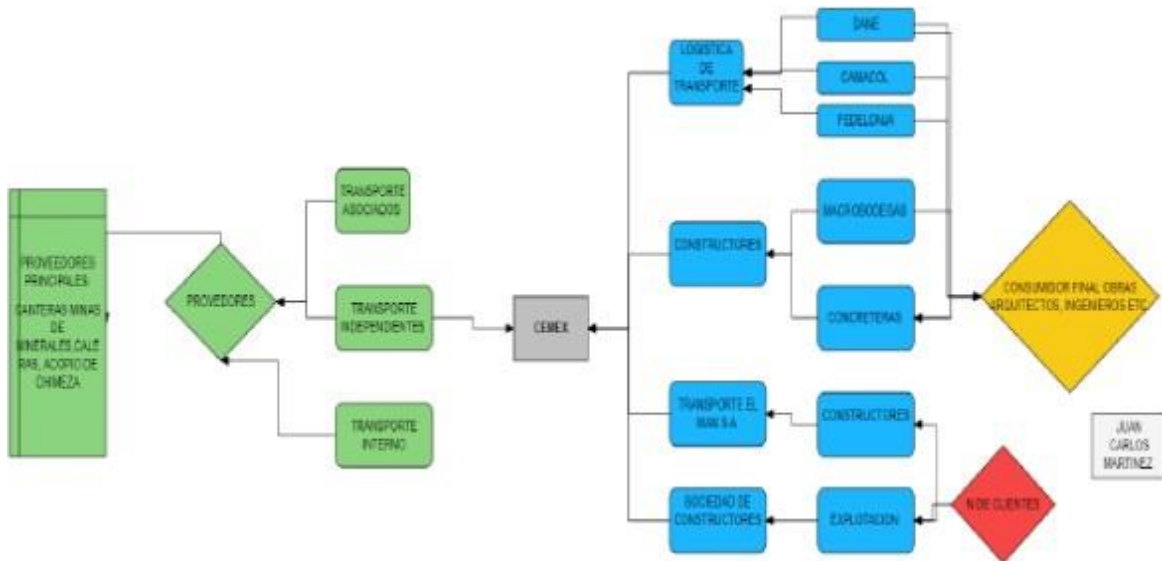 PROVEEDORES
PRINCIPALES
CANTERAS MINAS
DE
MINERALES,CALE
RAS, ACOPIO DE
CHIMEZA
PROVEDORES
TRANSPORTE
ASOCIADOS
TRANSPORTE
INDEPENDIENTES
TRANSPORTE
INTERNO
CEMEX
LOGISTICA
DE
TRANSPORTE
DANE
CAMACOL
FEDELONJA
CONSTRUCTORES
MACROBODEGAS
CONCRETERAS
TRANSPORTE EL
S.A
CONSTRUCTORES
SOCIEDAD DE
CONSTRUCTORES
EXPLOTACION
CONSUMIDOR FINAL OBRAS
ARQUITECTOS, INGENIEROS ETC
N DE CLIENTES
JUAN
CARLOS
MARTINEZ